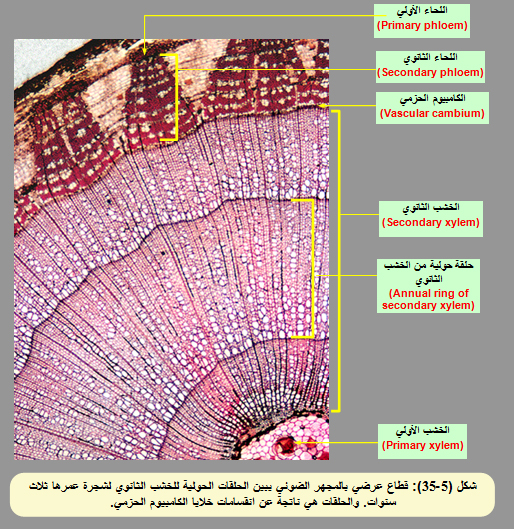 اللحاء الأولي
(Primary phloem)
اللحاء الثانوي
(Secondary phloem)
الكامبيوم الحزمي
(Vascular cambium)
الخشب الثانوي
(Secondary xylem)
حلقة حولية من الخشب
الثانوي
(Annual ring of
secondary xylem)
الخشب الأولي
(Primary xylem)
شكل (5-35): قطاع عرضي بالمجهر الضوئي يبين الحلقات الحولية للخشب الثانوي لشجرة عمرها ثلاث
سنوات. والحلقات هي ناتجة عن انقسامات خلايا الكامبيوم الحزمي.